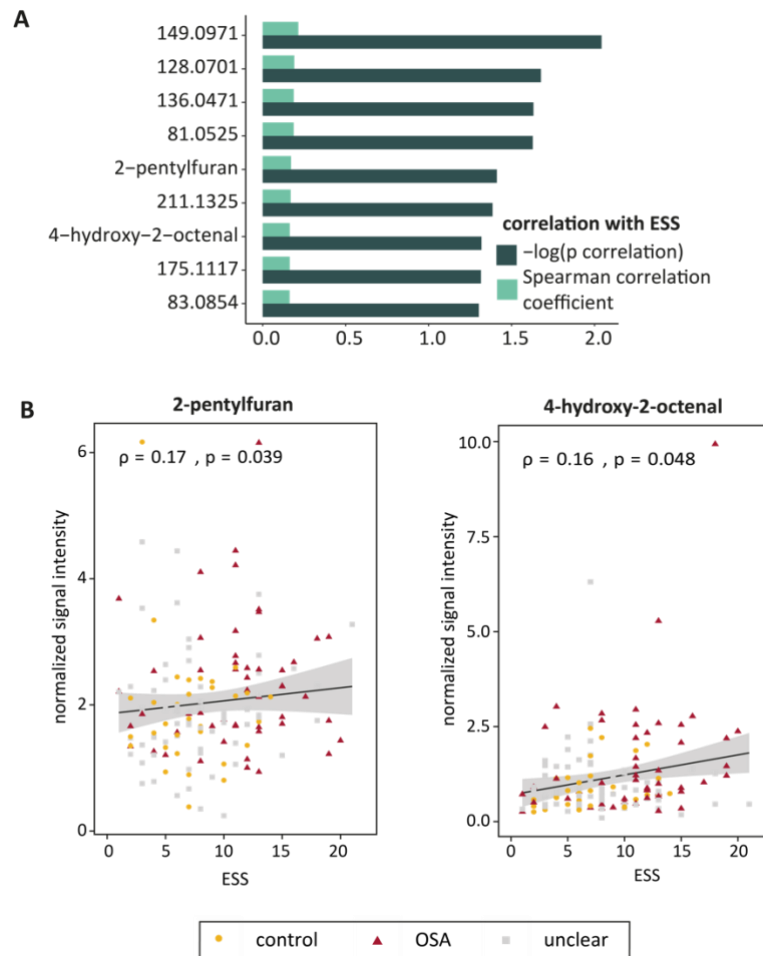 A
149.0971
128.0701
136.0471
81.0525
2−pentylfuran
211.1325
4−hydroxy−2−octenal
175.1117
83.0854
correlation with ESS
−log(p correlation)
Spearman correlation
coefficient
0.0 0.5 1.0 1.5 2.0
B
2-pentylfuran
ρ = 0.17 , p = 0.039
normalized signal intensity
6
4
2
0
0 5 10 15 20
ESS
4-hydroxy-2-octenal
ρ = 0.16 , p = 0.048
normalized signal intensity
10.0
7.5
5.0
2.5
0.0
0 5 10 15 20
ESS
control OSA unclear